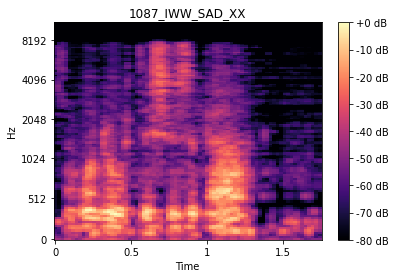 1087_IWW_SAD_XX
8192
4096
2048
1024
512
0
Hz
0
0.5
1
1.5
Time
+0 dB
-10 dB
-20 dB
-30 dB
-40 dB
-50 dB
-60 dB
-70 dB
-80 dB